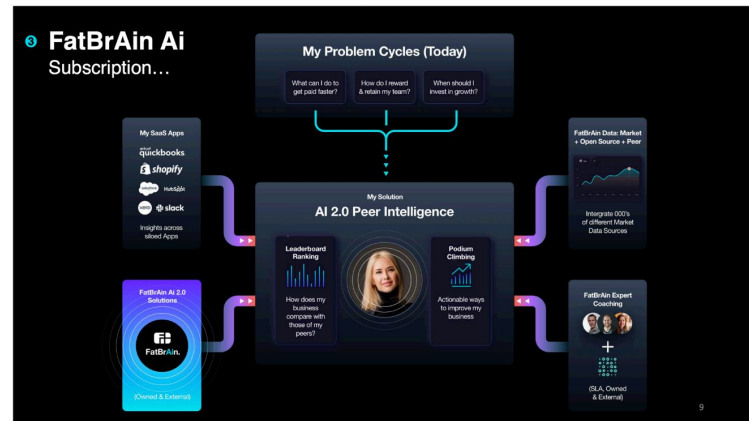 3
FatBrAin Ai
Subscription…
My Problem Cycles (Today)
What can I do to
get paid faster?
How do I reward
& retain my team?
When should I
invest in growth?
My SaaS Apps
quickbooks
shopify
salesforce HubSpot
XERO slack
Insights across
siloed Apps
FatBrAin Ai 2.0
Solutions
FatBrAin.
(Owned & External)
My Solution
AI 2.0 Peer Intelligence
Leaderboard
Ranking
How does my
business
compare with
those of my
peers?
Podium
Climbing
Actionable ways
to improve my
business
FatBrAin Data: Market
+ Open Source + Peer
Intergrate 000's
of different Market
Data Sources
FatBrAin Expert
Coaching
+
(SLA, Owned
& External)
9